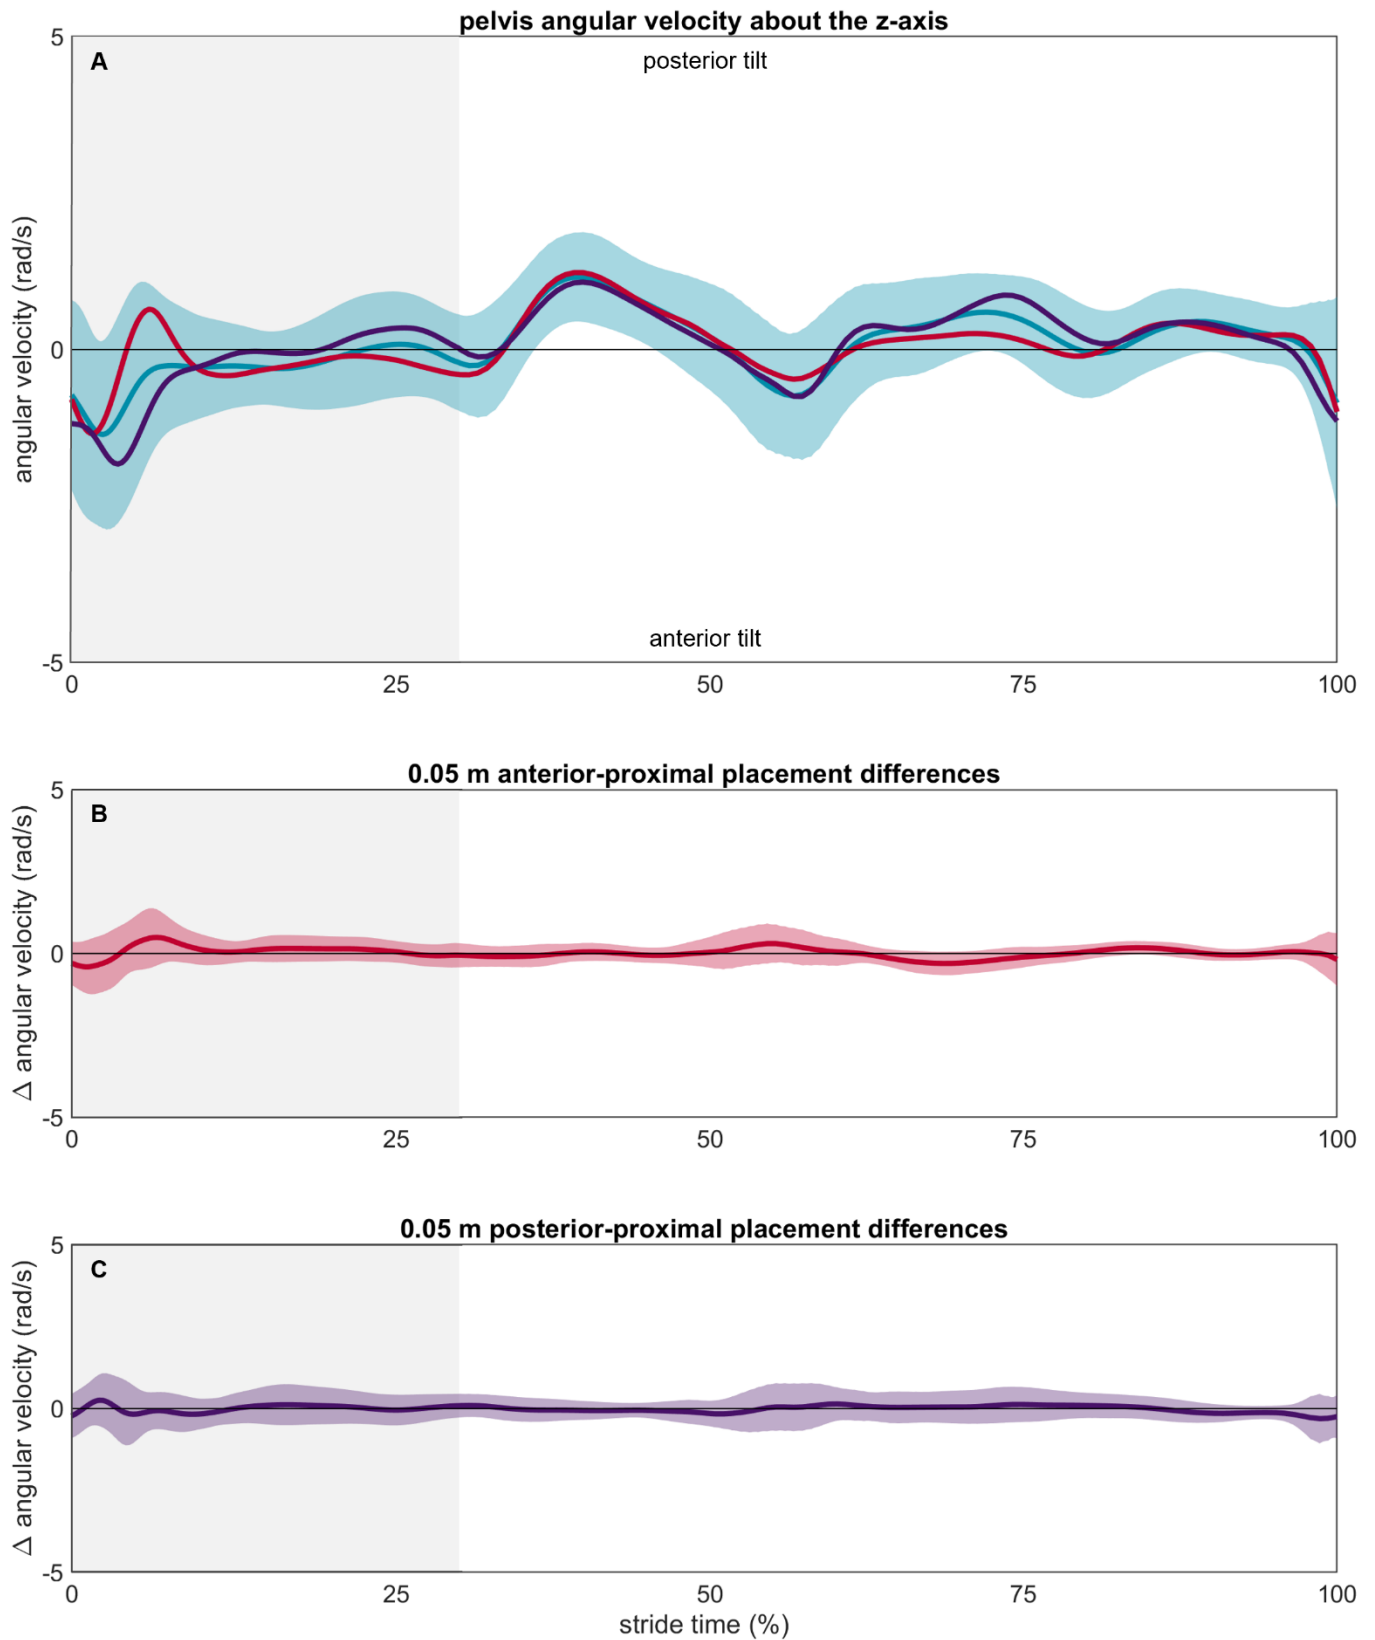 pelvis angular velocity about the z-axis
5
A
posterior tilt
angular velocity (rad/s)
0
anterior tilt
-5
0 25 50 75 100
0.05 m anterior-proximal placement differences
5
B
Δ angular velocity (rad/s)
0
-5
0 25 50 75 100
0.05 m posterior-proximal placement differences
5
C
Δ angular velocity (rad/s)
0
-5
0 25 50 75 100
stride time (%)